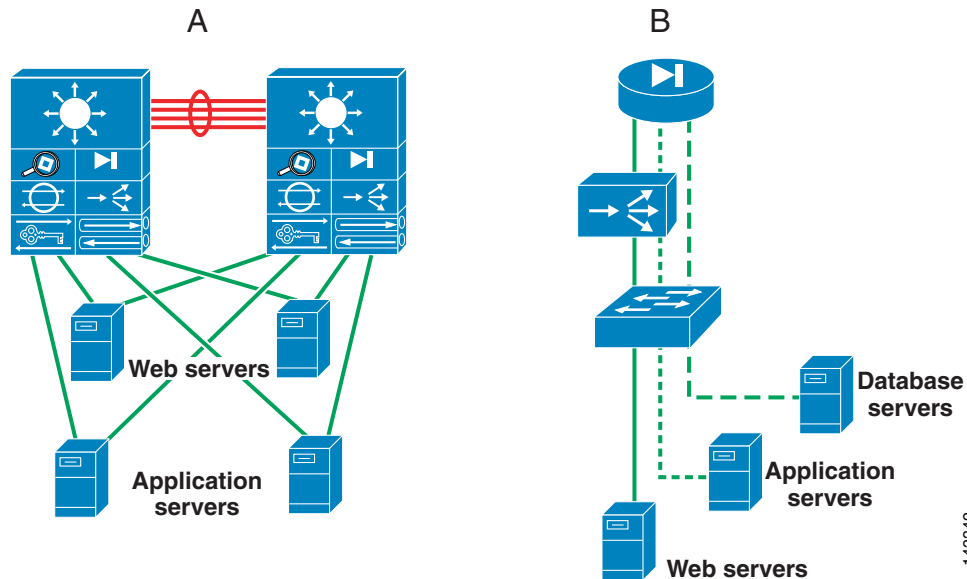 A
B
Web servers
Application
servers
Database
servers
Application
servers
Web servers